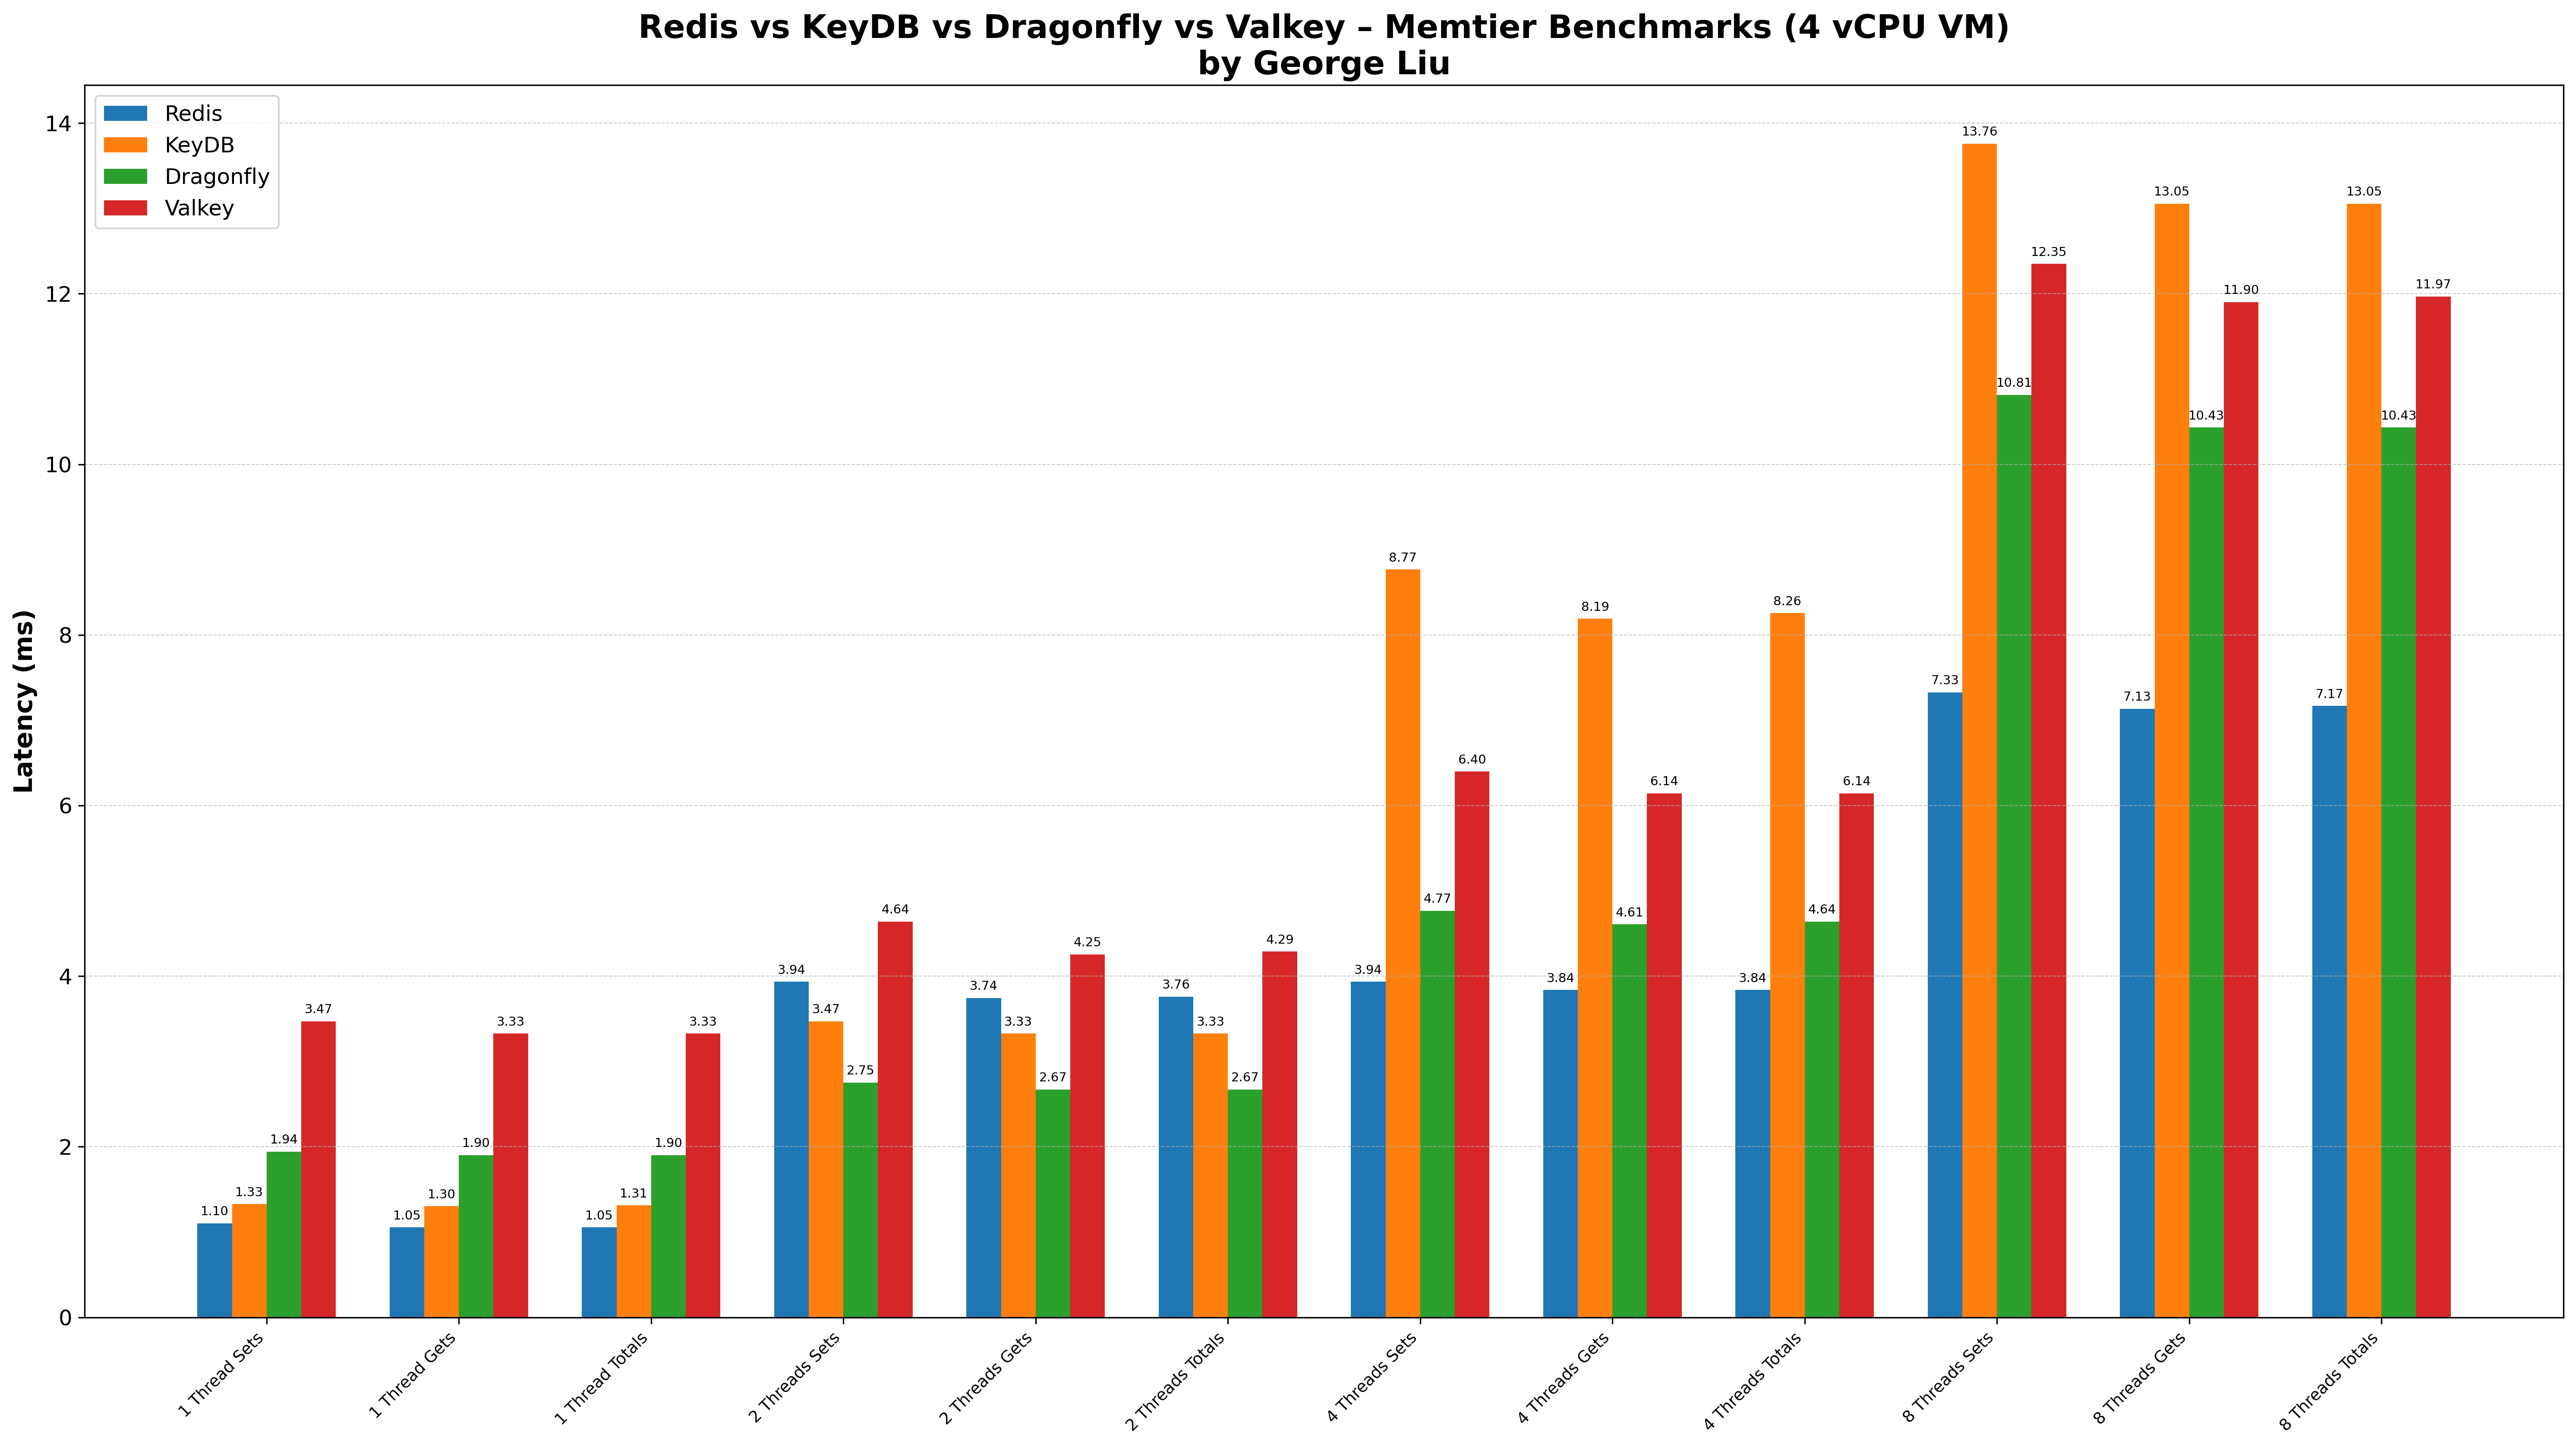 Redis vs KeyDB vs Dragonfly vs Valkey – Memtier Benchmarks (4 vCPU VM)
by George Liu
Redis
KeyDB
Dragonfly
Valkey
Latency (ms)
14
12
10
8
6
4
2
0
1.10
1.33
1.94
3.47
1.05
1.30
1.90
3.33
1.05
1.31
1.90
3.33
3.94
3.47
2.75
4.64
3.74
3.33
2.67
4.25
3.76
3.33
2.67
4.29
3.94
8.77
4.77
6.40
3.84
8.19
4.61
6.14
3.84
8.26
4.64
6.14
7.33
13.76
10.81
12.35
7.13
13.05
10.43
11.90
7.17
13.05
10.43
11.97
1 Thread Sets
1 Thread Gets
1 Thread Totals
2 Threads Sets
2 Threads Gets
2 Threads Totals
4 Threads Sets
4 Threads Gets
4 Threads Totals
8 Threads Sets
8 Threads Gets
8 Threads Totals